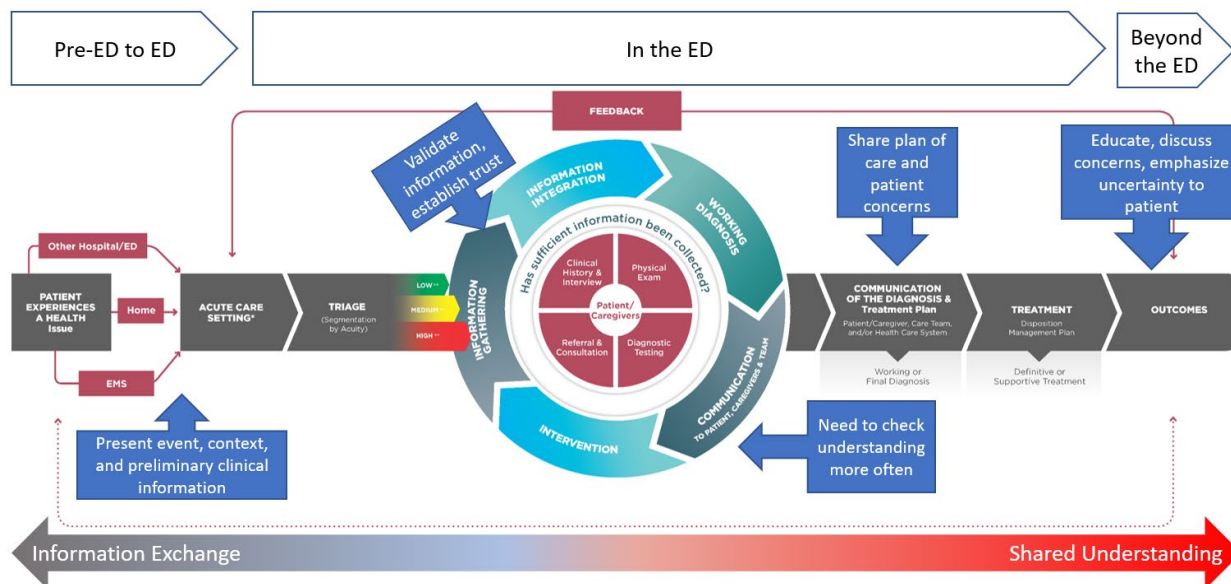 Pre-ED to ED
In the ED
Beyond
the ED
FEEDBACK
Validate
information,
establish trust
Share plan of
care and
patient
concerns
Educate, discuss
concerns, emphasize
uncertainty to
patient
Other Hospital/ED
Home
EMS
PATIENT
EXPERIENCES
A HEALTH
Issue
ACUTE CARE
SETTING*
TRIAGE
(Segmentation
by Acuity)
LOW **
MEDIUM **
HIGH **
INFORMATION
GATHERING
INFORMATION
INTEGRATION
WORKING
DIAGNOSIS
COMMUNICATION
TO PATIENT, CAREGIVERS & TEAM
INTERVENTION
Has sufficient information been collected?
Clinical
History &
Interview
Physical
Exam
Patient/
Caregivers
Referral &
Consultation
Diagnostic
Testing
COMMUNICATION
OF THE DIAGNOSIS &
Treatment Plan
Patient/Caregiver, Care Team,
and/or Health Care System
Working or
Final Diagnosis
TREATMENT
Disposition
Management Plan
Definitive or
Supportive Treatment
OUTCOMES
Present event, context,
and preliminary clinical
information
Need to check
understanding
more often
Information Exchange
Shared Understanding